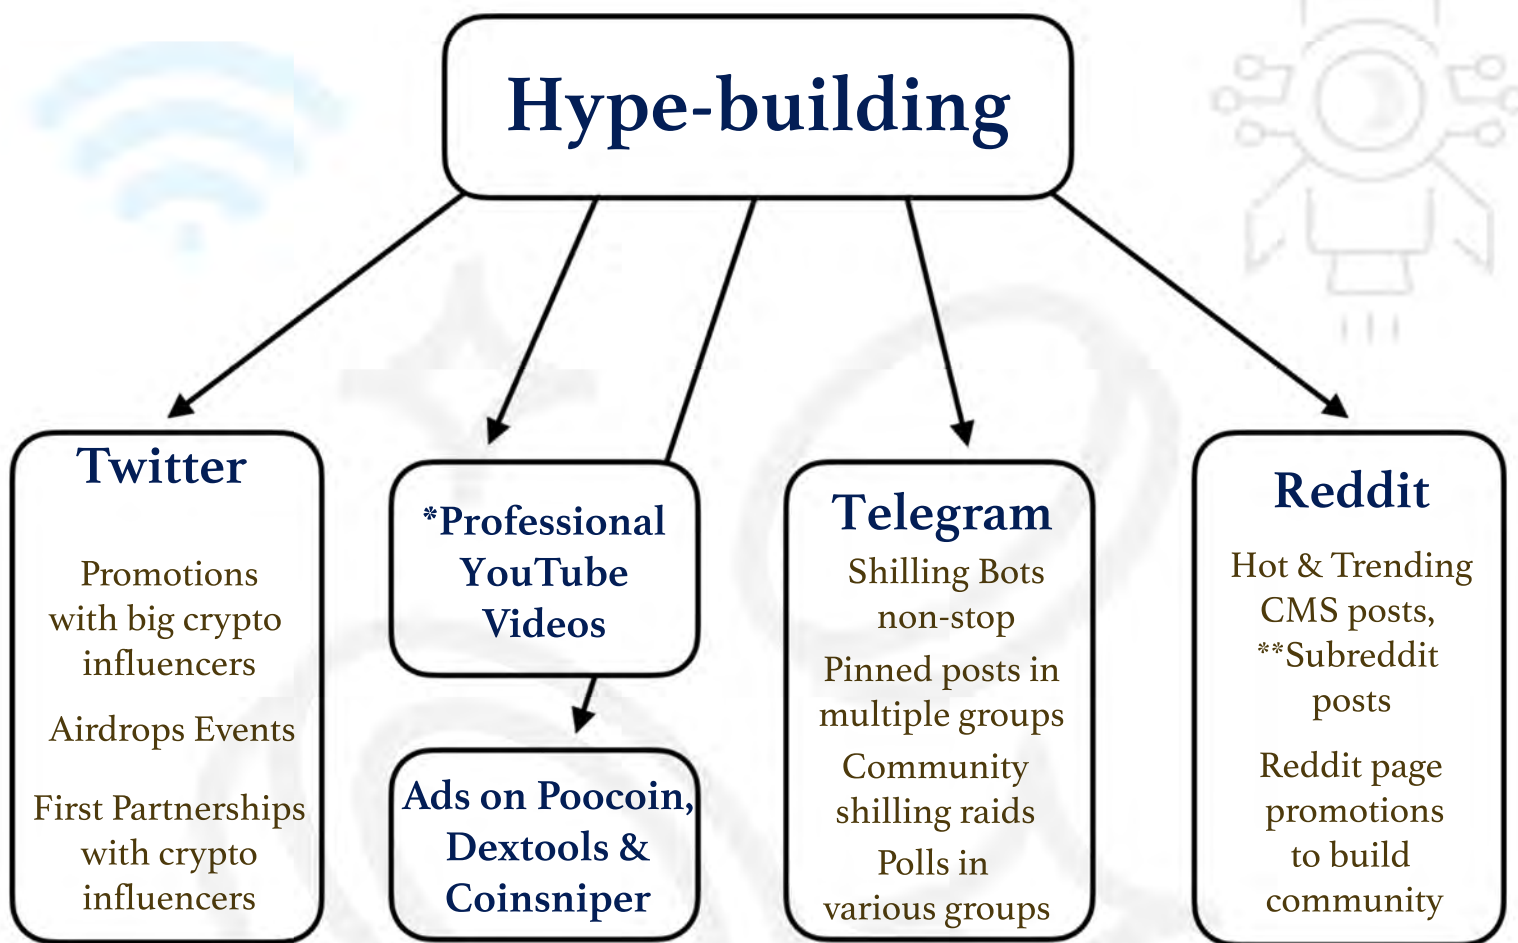 Hype-building
Twitter
Promotions
with big crypto
influencers
Airdrops Events
First Partnerships
with crypto
influencers
*Professional
YouTube
Videos
Ads on Poocoin,
Dextools &
Coinsniper
Telegram
Shilling Bots
non-stop
Pinned posts in
multiple groups
Community
shilling raids
Polls in
various groups
Reddit
Hot & Trending
CMS posts,
**Subreddit
posts
Reddit page
promotions
to build
community